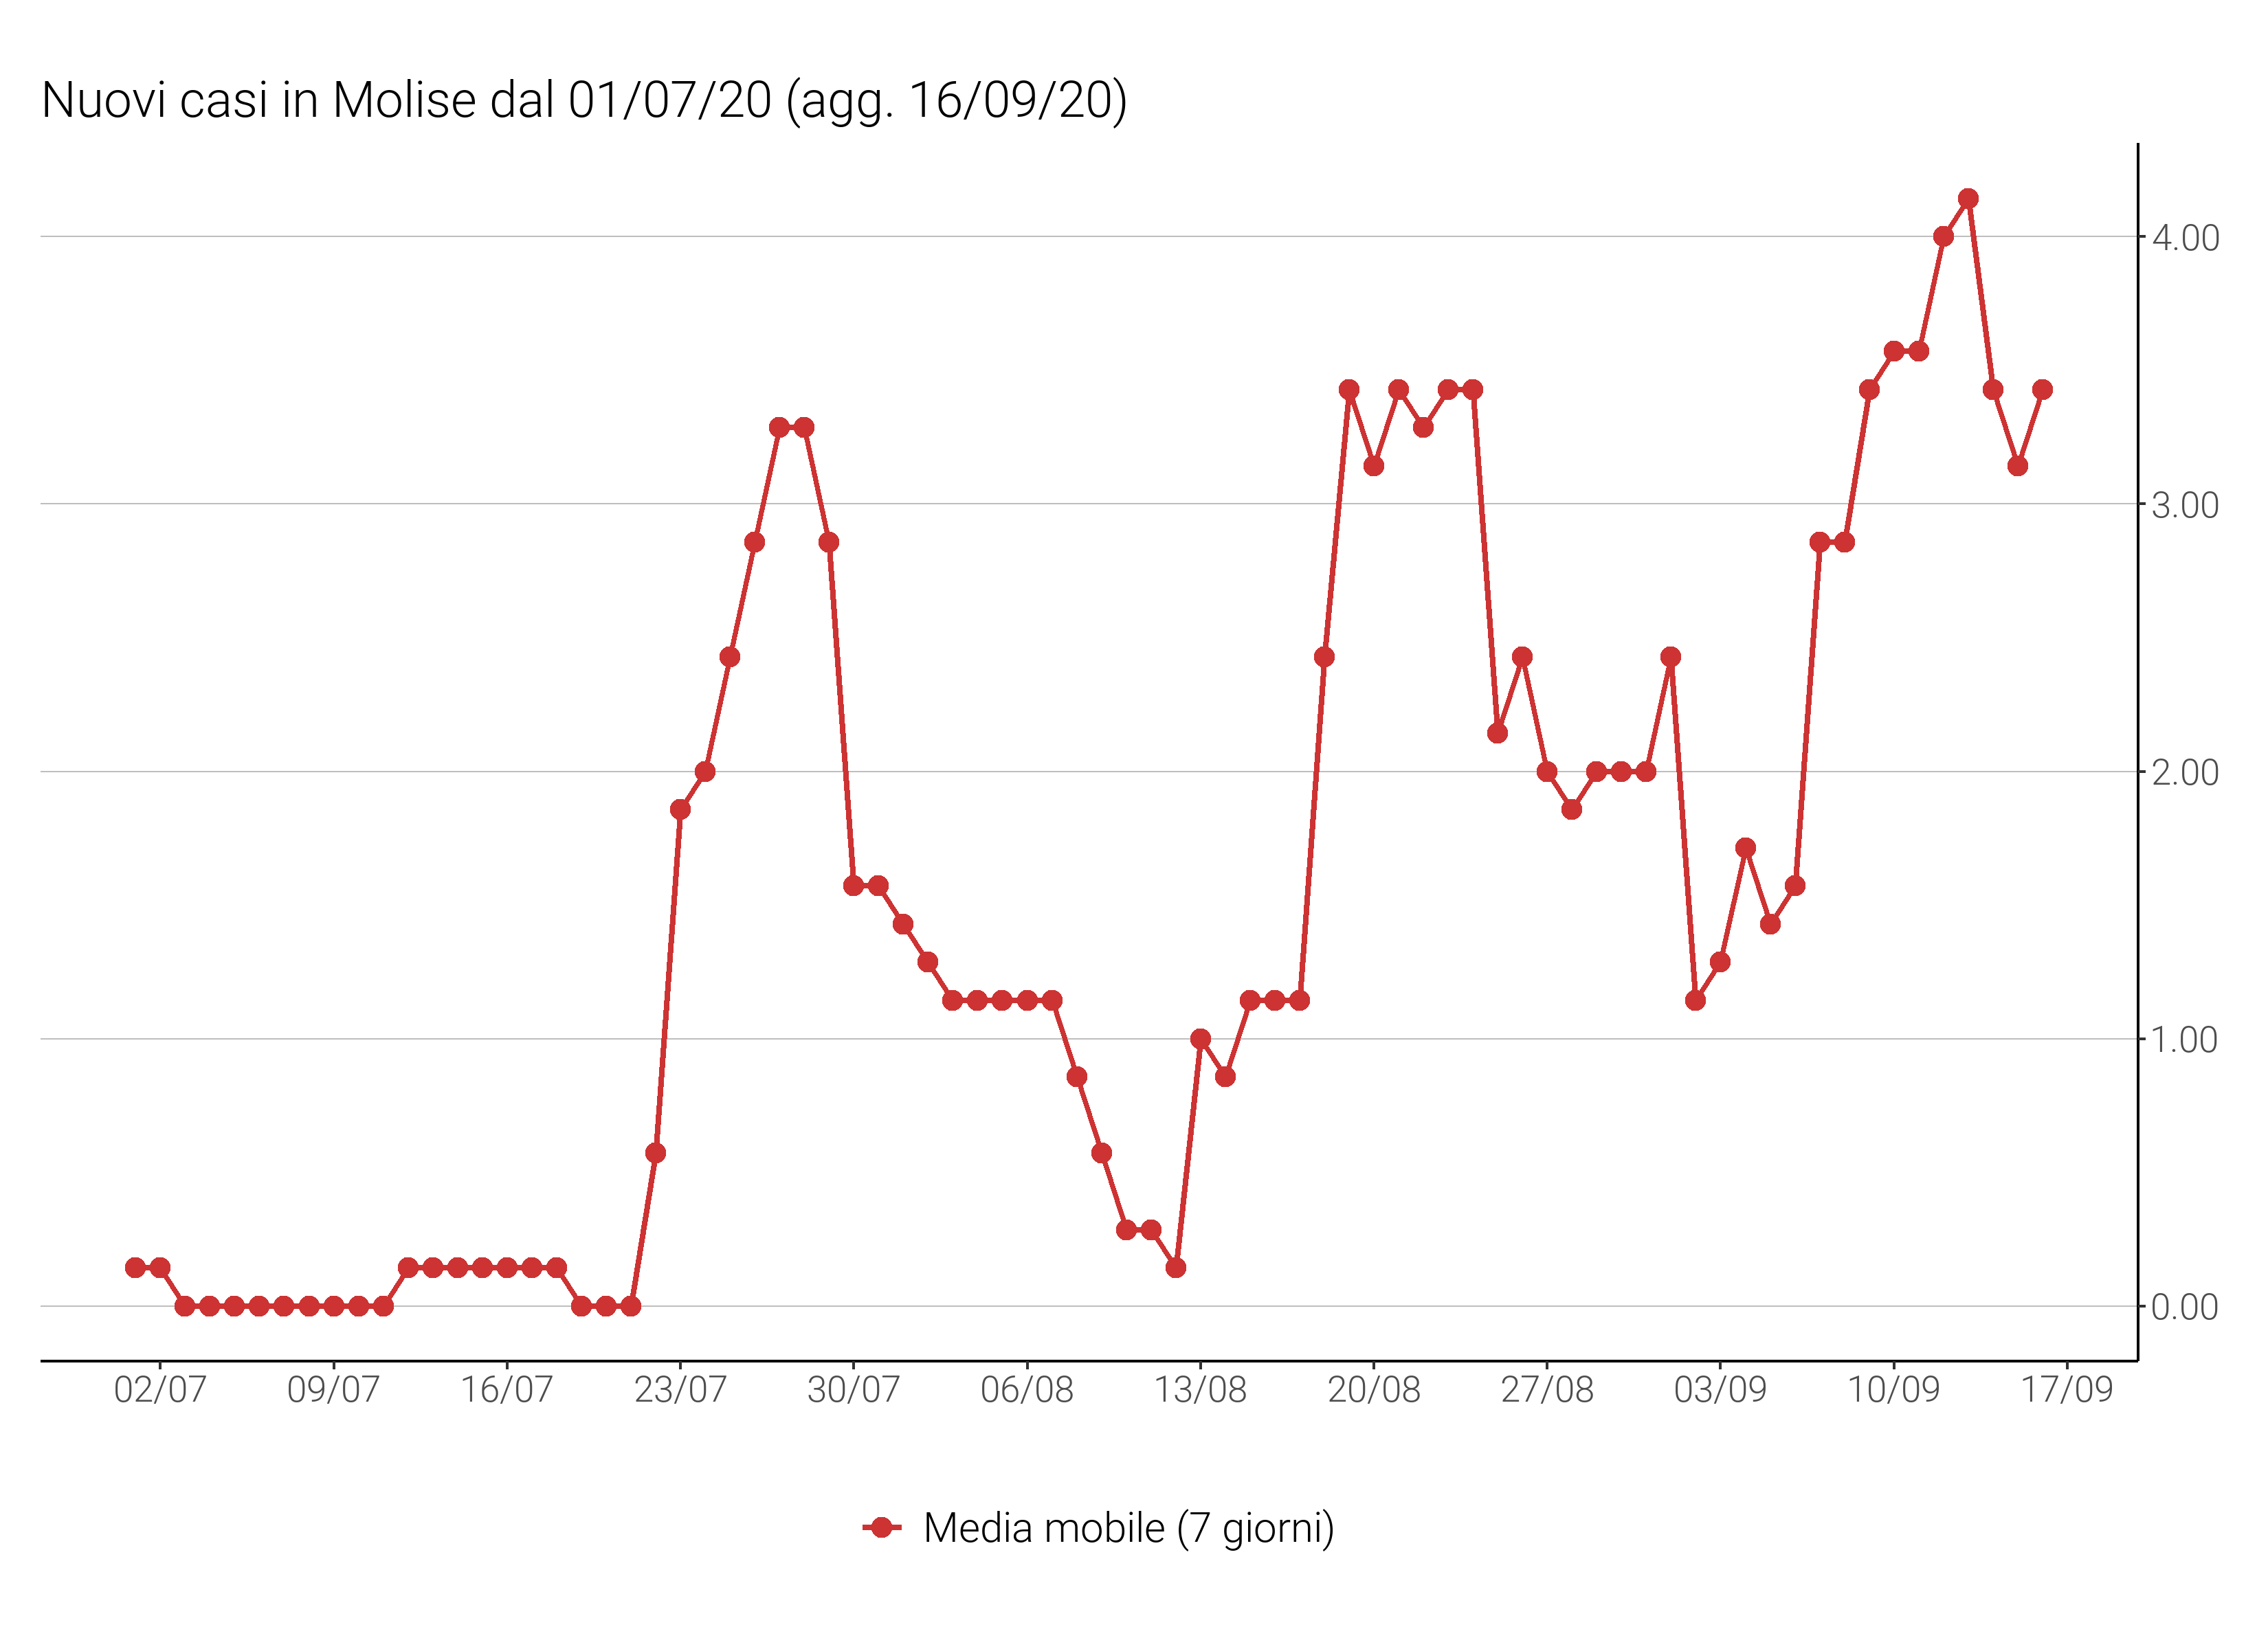 Nuovi casi in Molise dal 01/07/20 (agg. 16/09/20)
4.00
3.00
2.00
1.00
0.00
02/07 09/07 16/07 23/07 30/07 06/08 13/08 20/08 27/08 03/09 10/09 17/09
Media mobile (7 giorni)